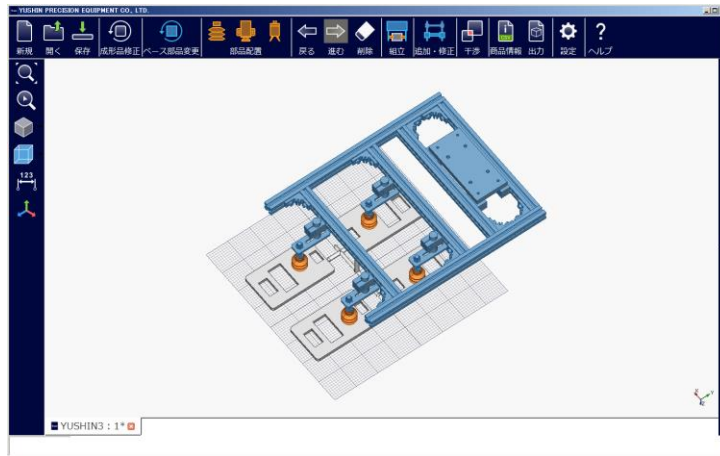 YUSHIN PRECISION EQUIPMENT CO., LTD.
新規 開く 保存 成形品修正 ベース部品変更 部品配置 戻る 進む 削除 組立 追加・修正 干渉 商品情報 出力 設定 ヘルプ
123
YUSHIN3 : 1*